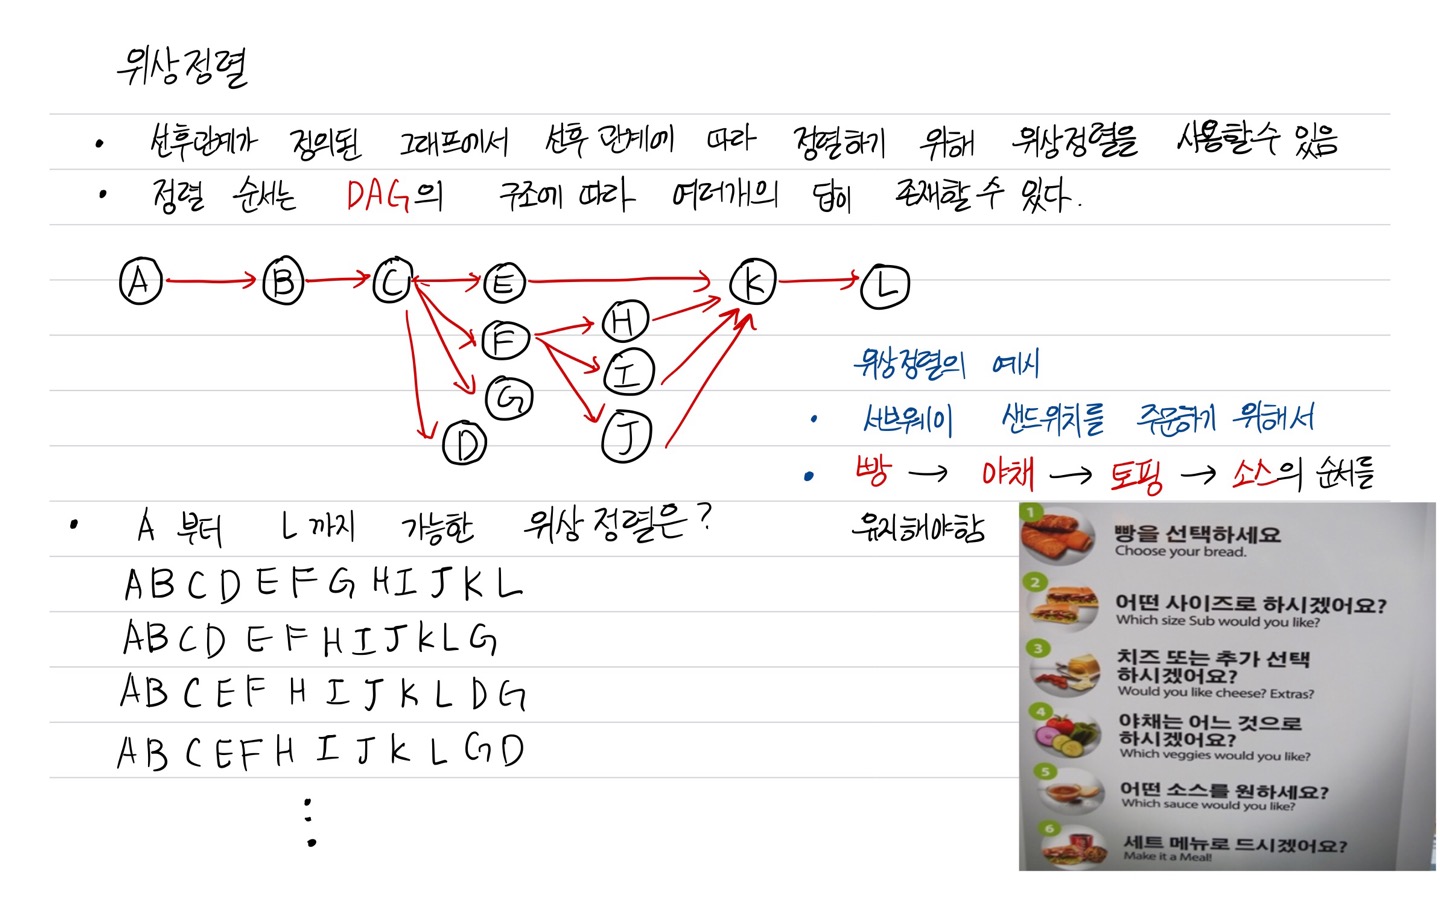 위상정렬
• 선후관계가 정의된 그래프에서 선후 관계에 따라 정렬하기 위해 위상정렬을 사용할 수 있음
• 정렬 순서는 DAG의 구조에 따라 여러개의 답이 존재할 수 있다.
A B C E K L
F H
I
G
D J
위상정렬의 예시
• 서브웨이 샌드위치를 주문하기 위해서
• 빵 → 야채 → 토핑 → 소스의 순서를
유지해야함
• A 부터 L까지 가능한 위상 정렬은?
A B C D E F G H I J K L
A B C D E F H I J K L G
A B C E F H I J K L D G
A B C E F H I J K L G D
1
빵을 선택하세요
Choose your bread.
2
어떤 사이즈로 하시겠어요?
Which size Sub would you like?
3
치즈 또는 추가 선택
하시겠어요?
Would you like cheese? Extras?
4
야채는 어느 것으로
하시겠어요?
Which veggies would you like?
5
어떤 소스를 원하세요?
Which sauce would you like?
6
세트 메뉴로 드시겠어요?
Make it a Meal!